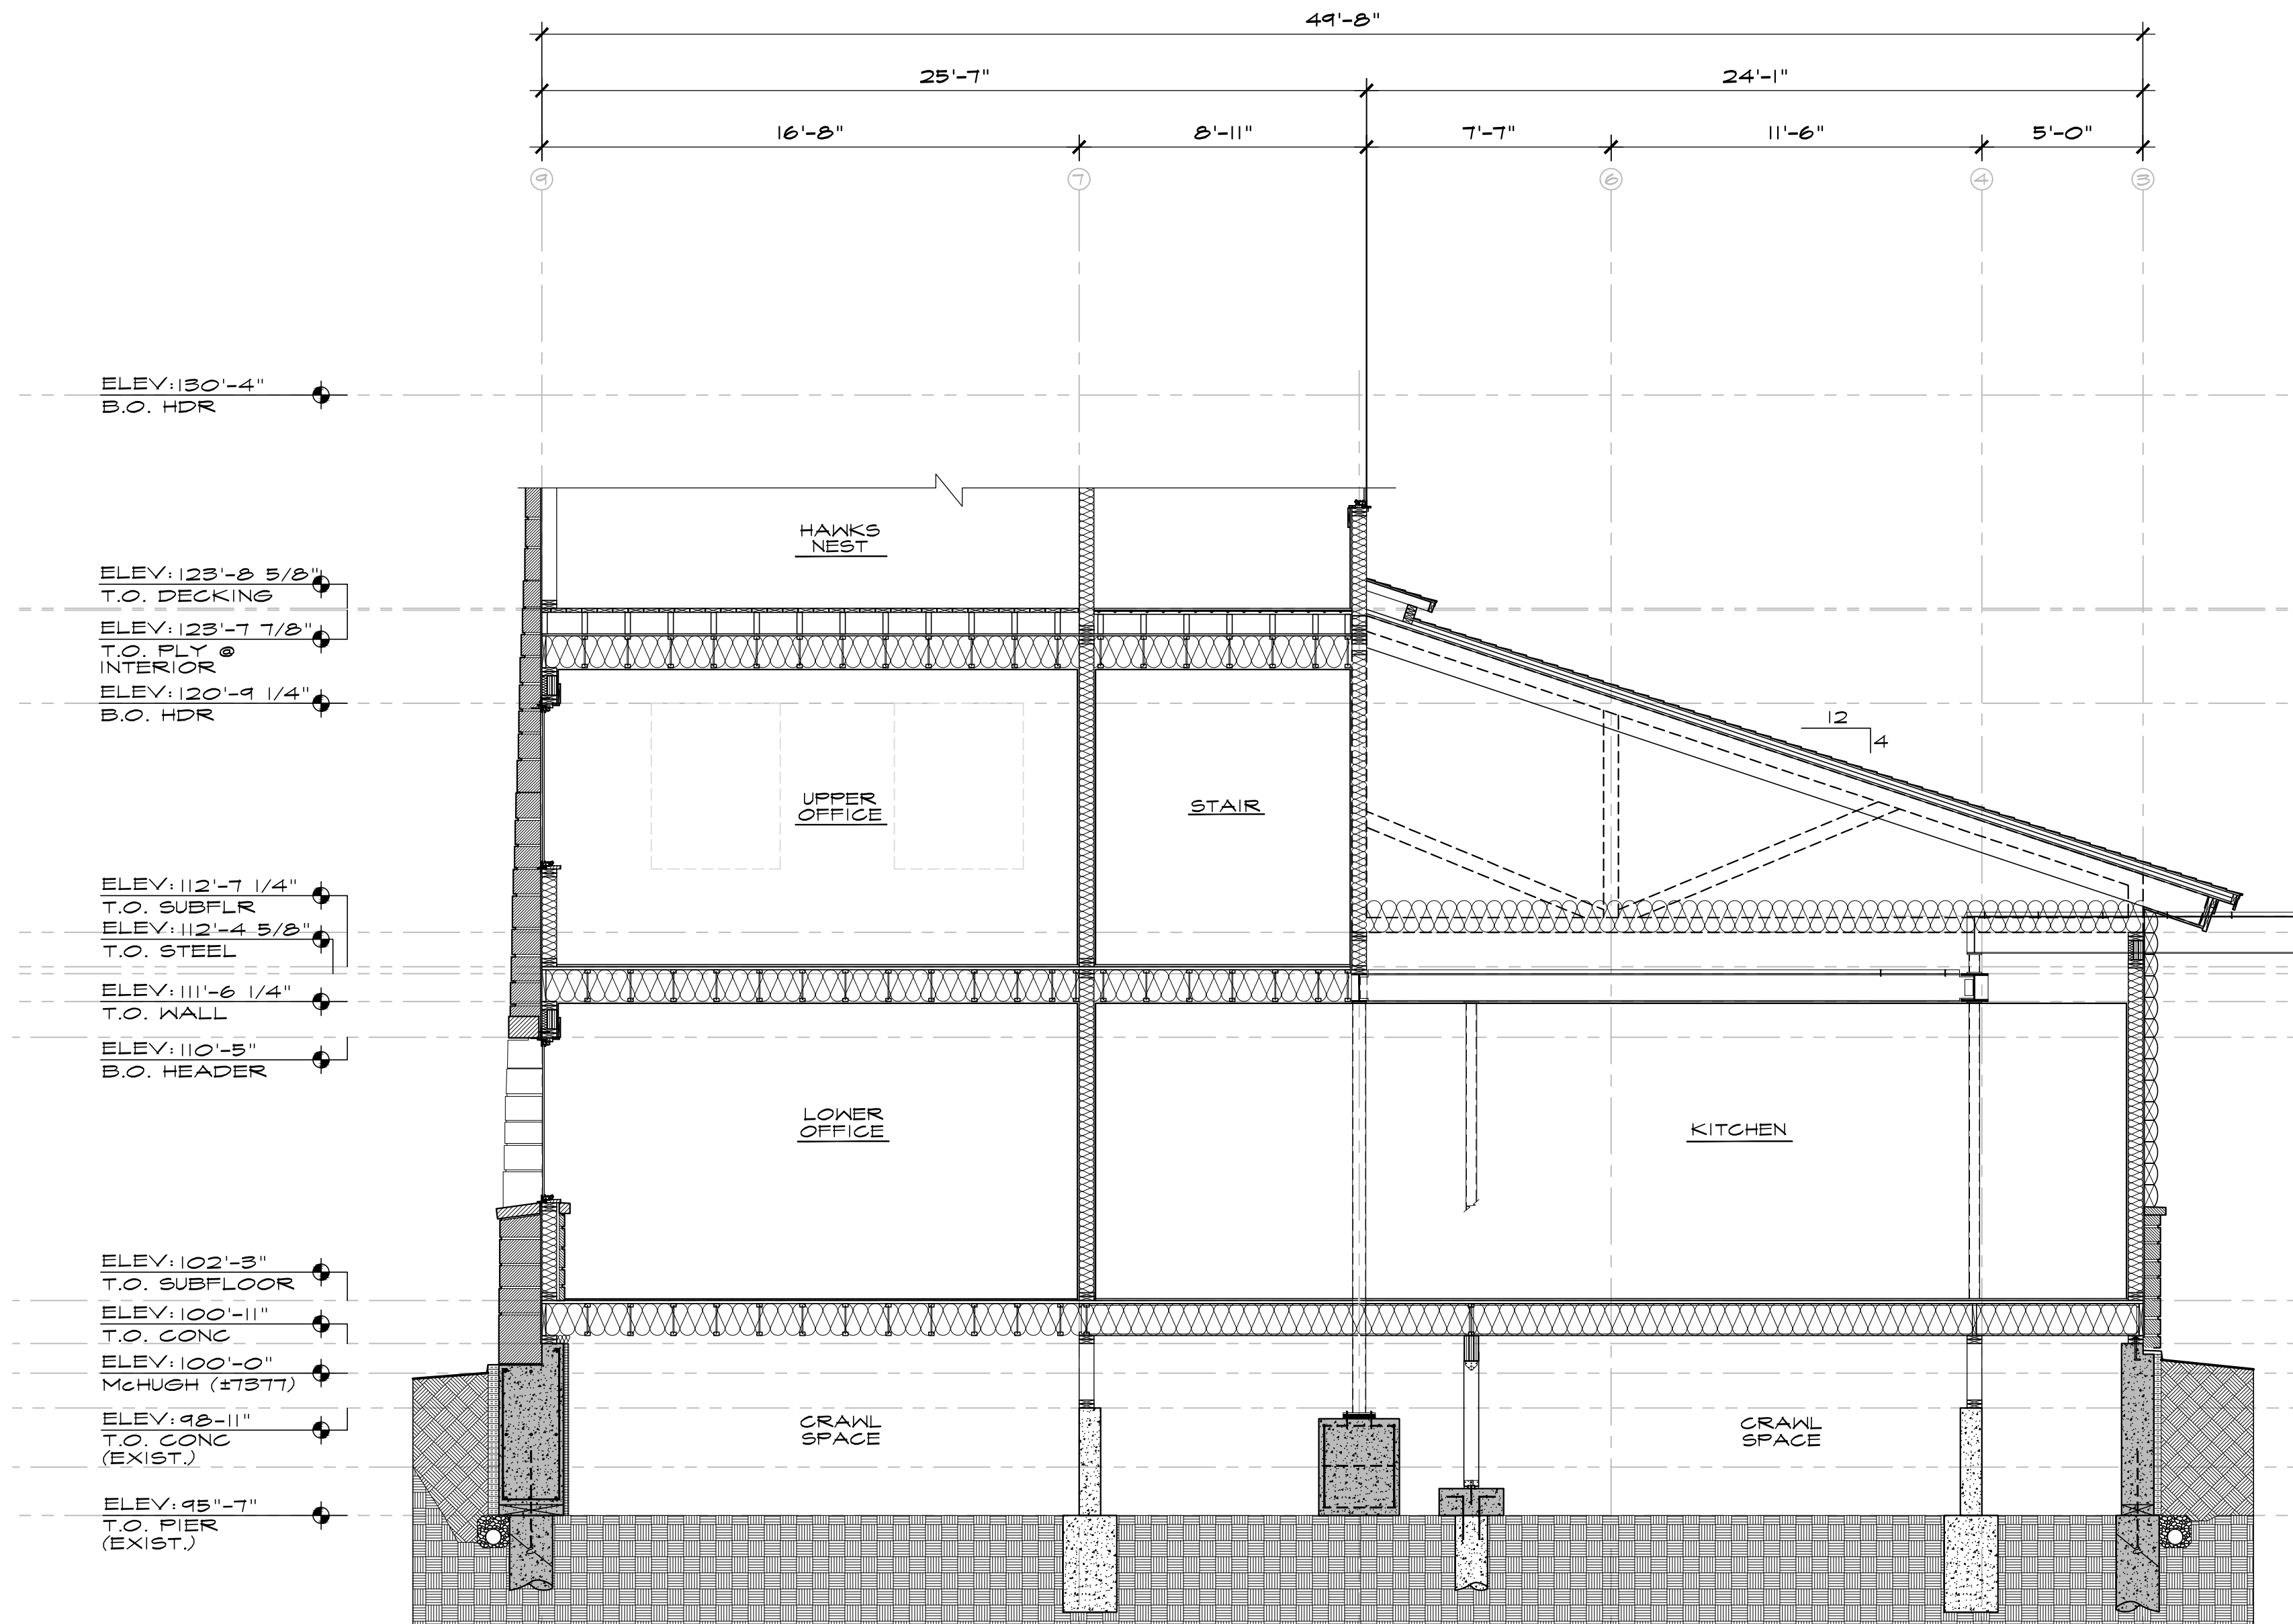 49'-8"
25'-7"
24'-1"
16'-8"
8'-11"
7'-7"
11'-6"
5'-0"
9
7
6
4
3
ELEV: 130'-4"
B.O. HDR
HAWKS
NEST
ELEV: 123'-8 5/8"
T.O. DECKING
ELEV: 123'-7 7/8"
T.O. PLY @
INTERIOR
ELEV: 120'-9 1/4"
B.O. HDR
12
4
UPPER
OFFICE
STAIR
ELEV: 112'-7 1/4"
T.O. SUBFLR
ELEV: 112'-4 5/8"
T.O. STEEL
ELEV: 111'-6 1/4"
T.O. WALL
ELEV: 110'-5"
B.O. HEADER
LOWER
OFFICE
KITCHEN
ELEV: 102'-3"
T.O. SUBFLOOR
ELEV: 100'-11"
T.O. CONC
ELEV: 100'-0"
McHUGH (±7377)
ELEV: 98-11"
T.O. CONC
(EXIST.)
CRAWL
SPACE
CRAWL
SPACE
ELEV: 95"-7"
T.O. PIER
(EXIST.)